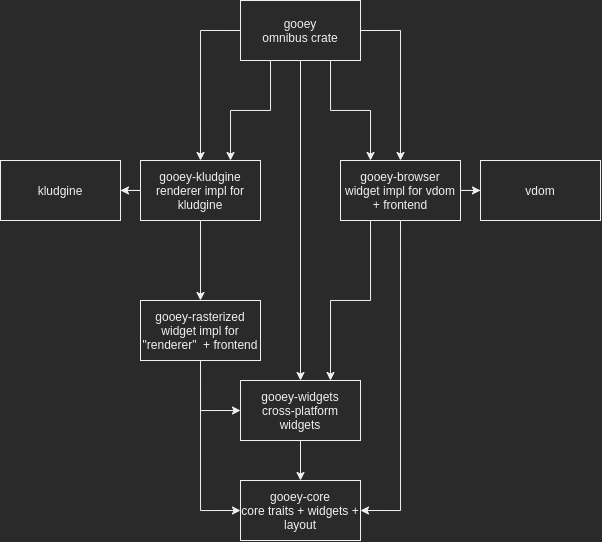 gooey
omnibus crate
kludgine
gooey-kludgine
renderer impl for
kludgine
gooey-browser
widget impl for vdom
+ frontend
vdom
gooey-rasterized
widget impl for
"renderer" + frontend
gooey-widgets
cross-platform
widgets
gooey-core
core traits + widgets +
layout